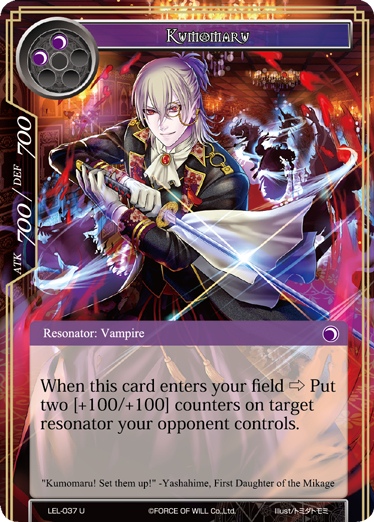 Kumomaru
ATK 700 / DEF 700
Resonator: Vampire
When this card enters your field ⇨ Put
two [+100/+100] counters on target
resonator your opponent controls.
"Kumomaru! Set them up!" -Yashahime, First Daughter of the Mikage
LEL-037 U ©FORCE OF WILL Co.,Ltd. Illust/トミダトモミ